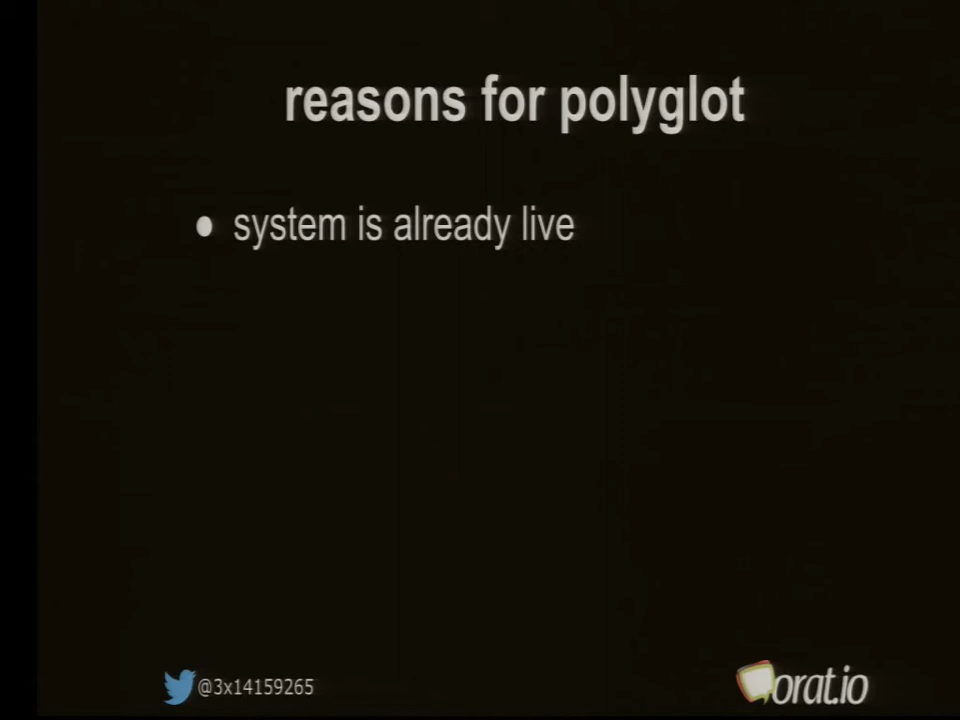 reasons for polyglot
• system is already live
@3x14159265
orat.io